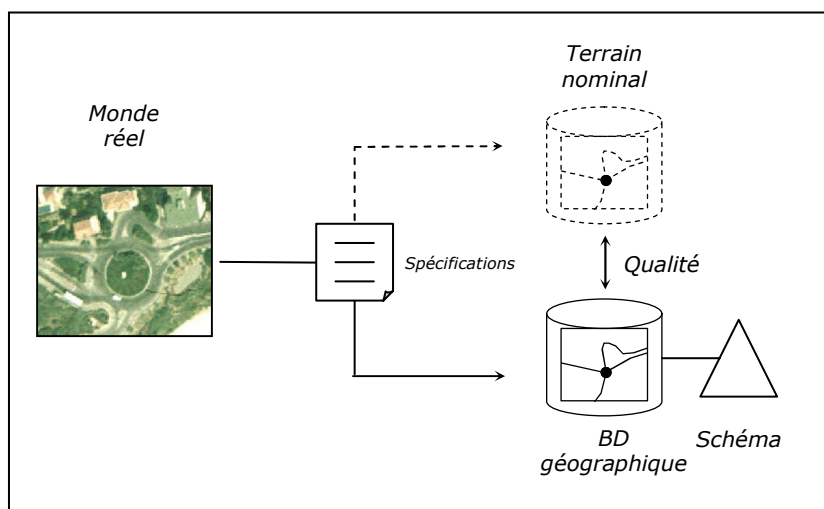 Monde
réel
Terrain
nominal
Spécifications
Qualité
BD
géographique
Schéma